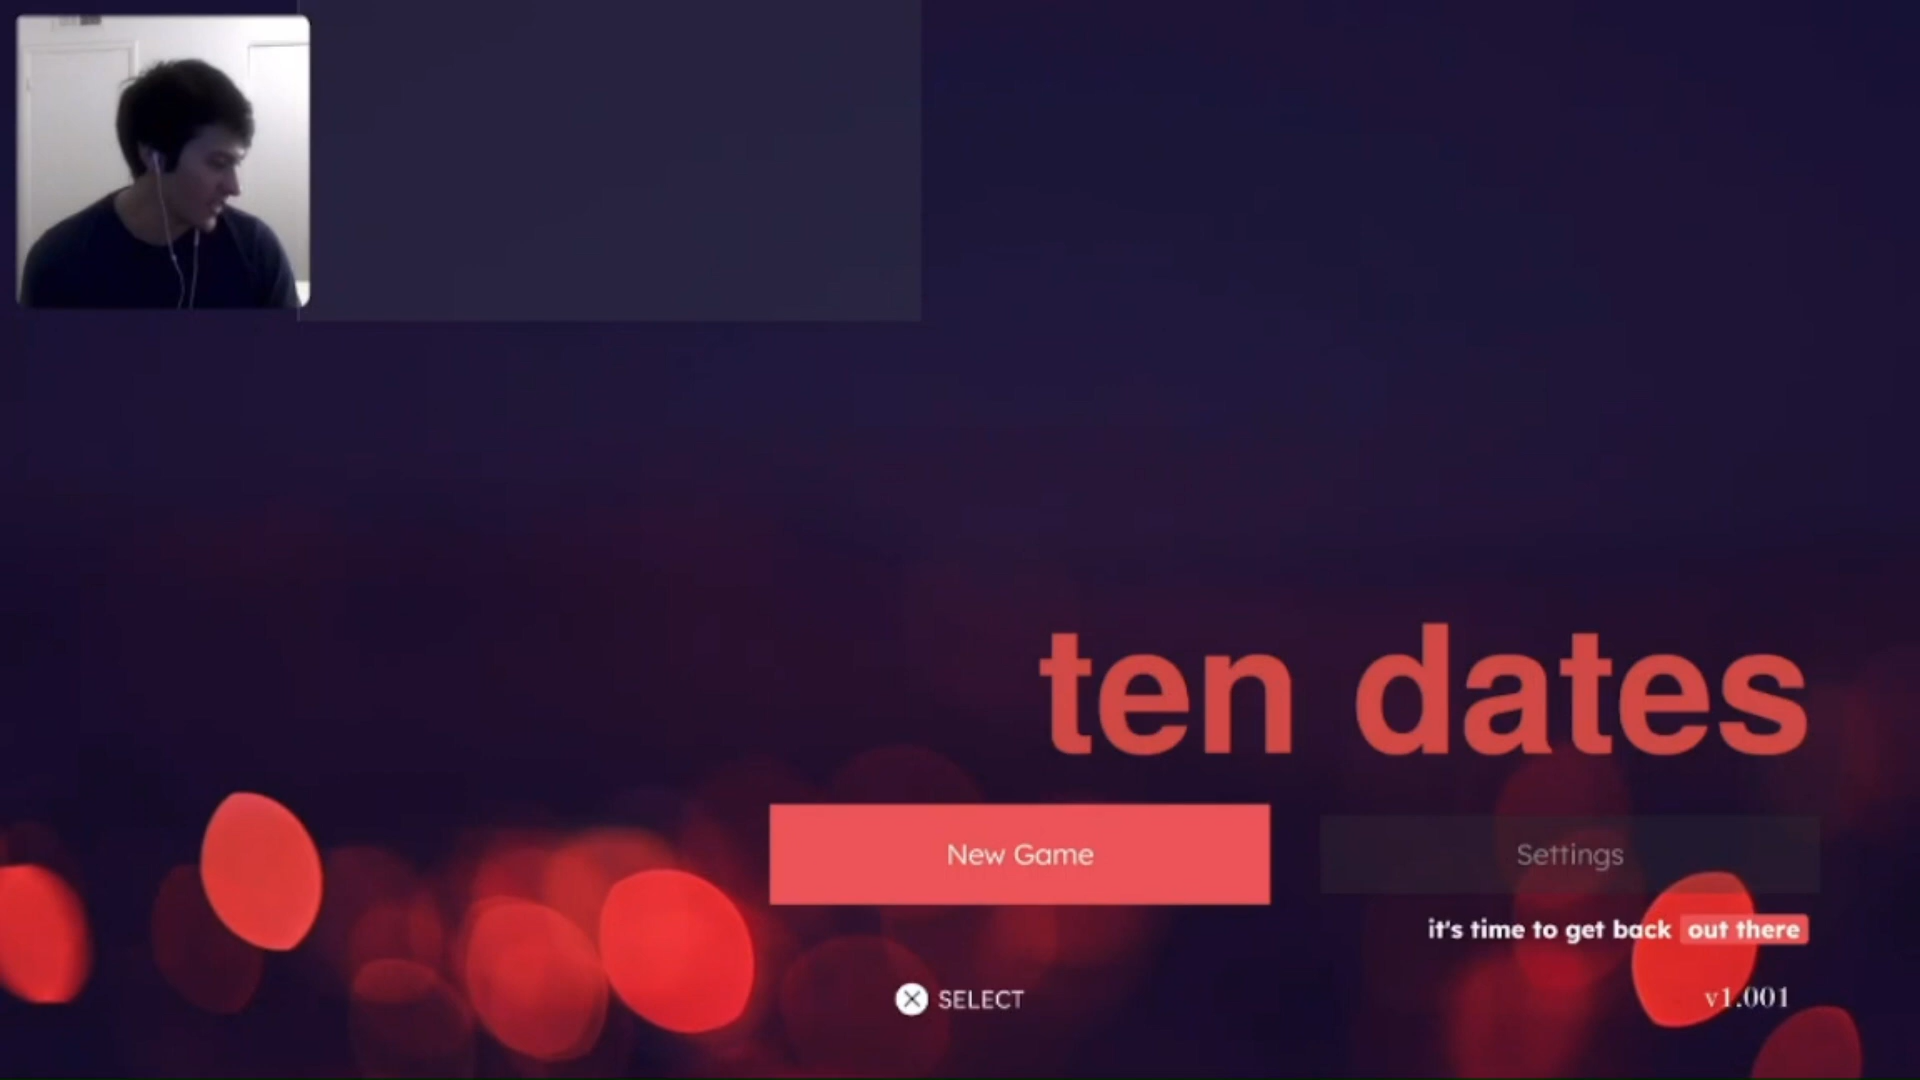 ten dates
New Game
Settings
it's time to get back out there
SELECT
v1.001